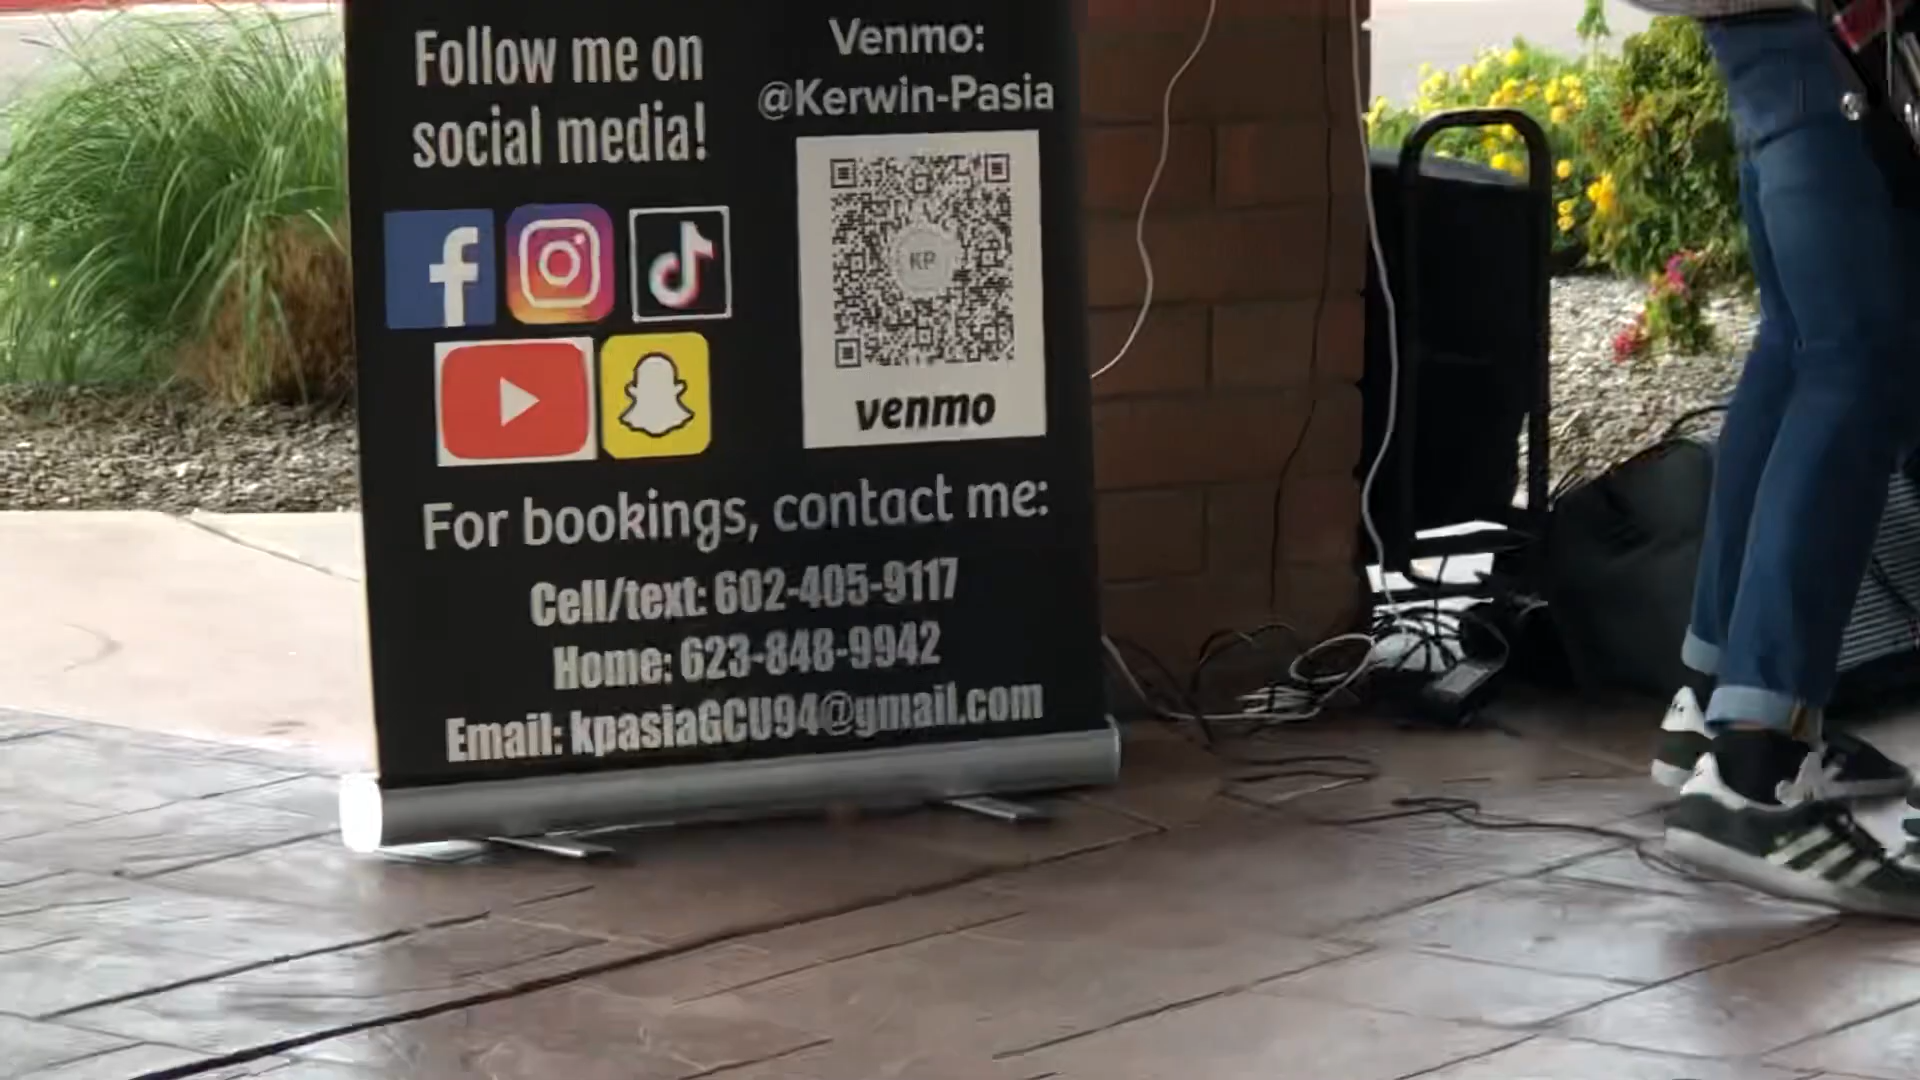 Follow me on
social media!
Venmo:
@Kerwin-Pasia
KP
venmo
For bookings, contact me:
Cell/text: 602-405-9117
Home: 623-848-9942
Email: kpasiaGCU94@gmail.com